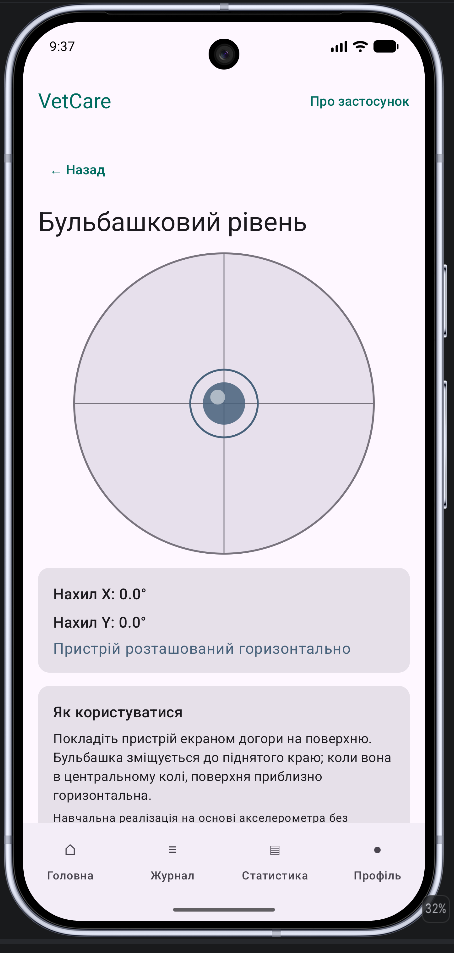 9:37
VetCare
Про застосунок
← Назад
Бульбашковий рівень
Нахил X: 0.0°
Нахил Y: 0.0°
Пристрій розташований горизонтально
Як користуватися
Покладіть пристрій екраном догори на поверхню.
Бульбашка зміщується до піднятого краю; коли вона
в центральному колі, поверхня приблизно
горизонтальна.
Навчальна реалізація на основі акселерометра без
Головна
Журнал
Статистика
Профіль
32%